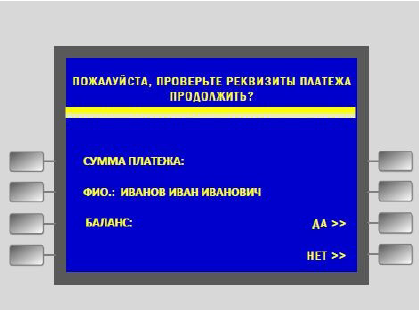 ПОЖАЛУЙСТА, ПРОВЕРЬТЕ РЕКВИЗИТЫ ПЛАТЕЖА
ПРОДОЛЖИТЬ?
СУММА ПЛАТЕЖА:
ФИО.: ИВАНОВ ИВАН ИВАНОВИЧ
БАЛАНС:
ДА >>
НЕТ >>